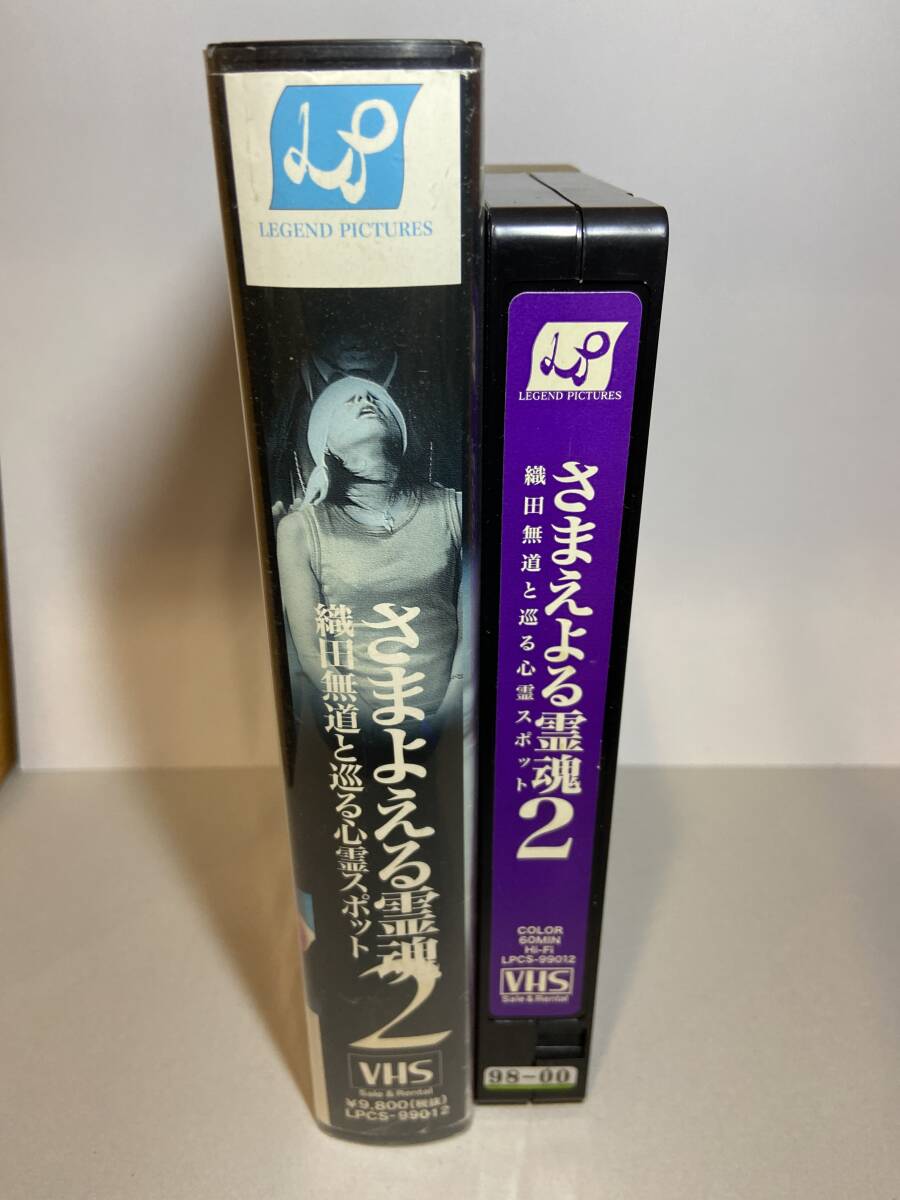 LP
LEGEND PICTURES
さまよえる霊魂2
織田無道と巡る心霊スポット
VHS
Sale & Rental
¥9,800(税抜)
LPCS-99012
LP
LEGEND PICTURES
さまえよる霊魂2
織田無道と巡る心霊スポット
COLOR
60MIN
Hi-Fi
LPCS-99012
VHS
Sale & Rental
98-00